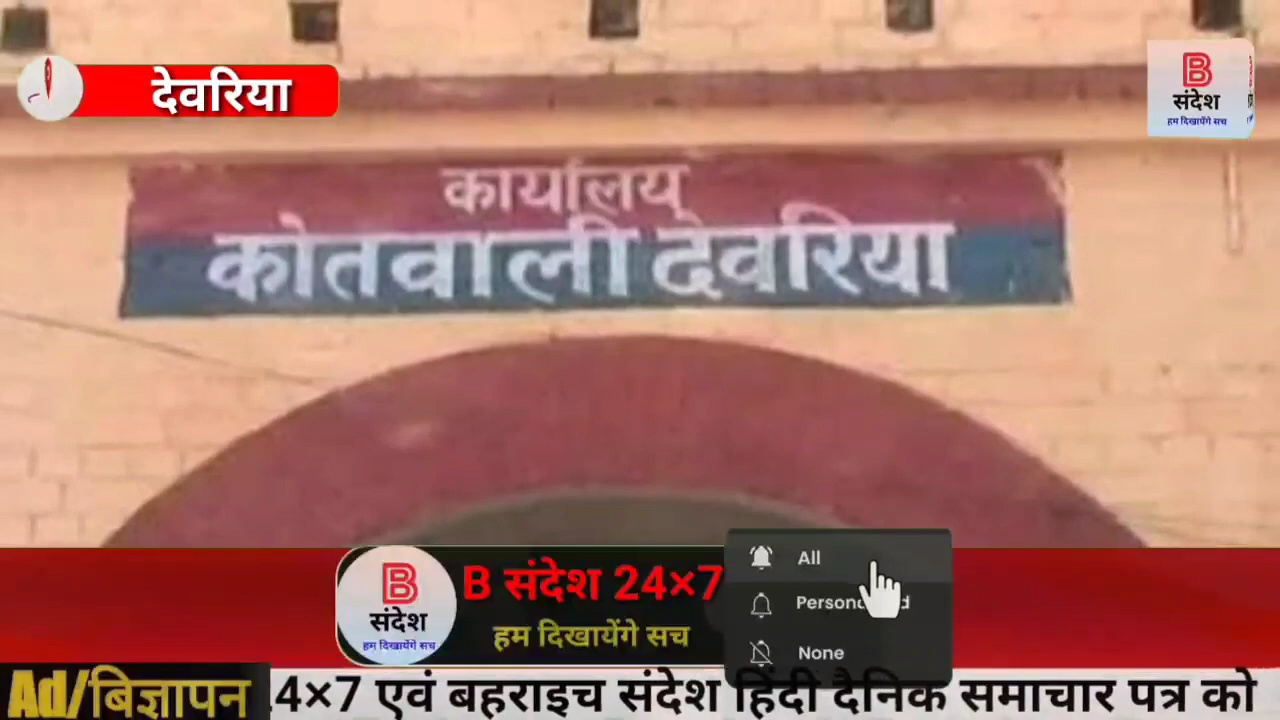 देवरिया
B
संदेश
हम दिखायेंगे सच
कार्यालय
कोतवाली देवरिया
B
संदेश
हम दिखायेंगे सच
B संदेश 24×7
हम दिखायेंगे सच
All
None
Ad/बिज्ञापन
4×7 एवं बहराइच संदेश हिंदी दैनिक समाचार पत्र को